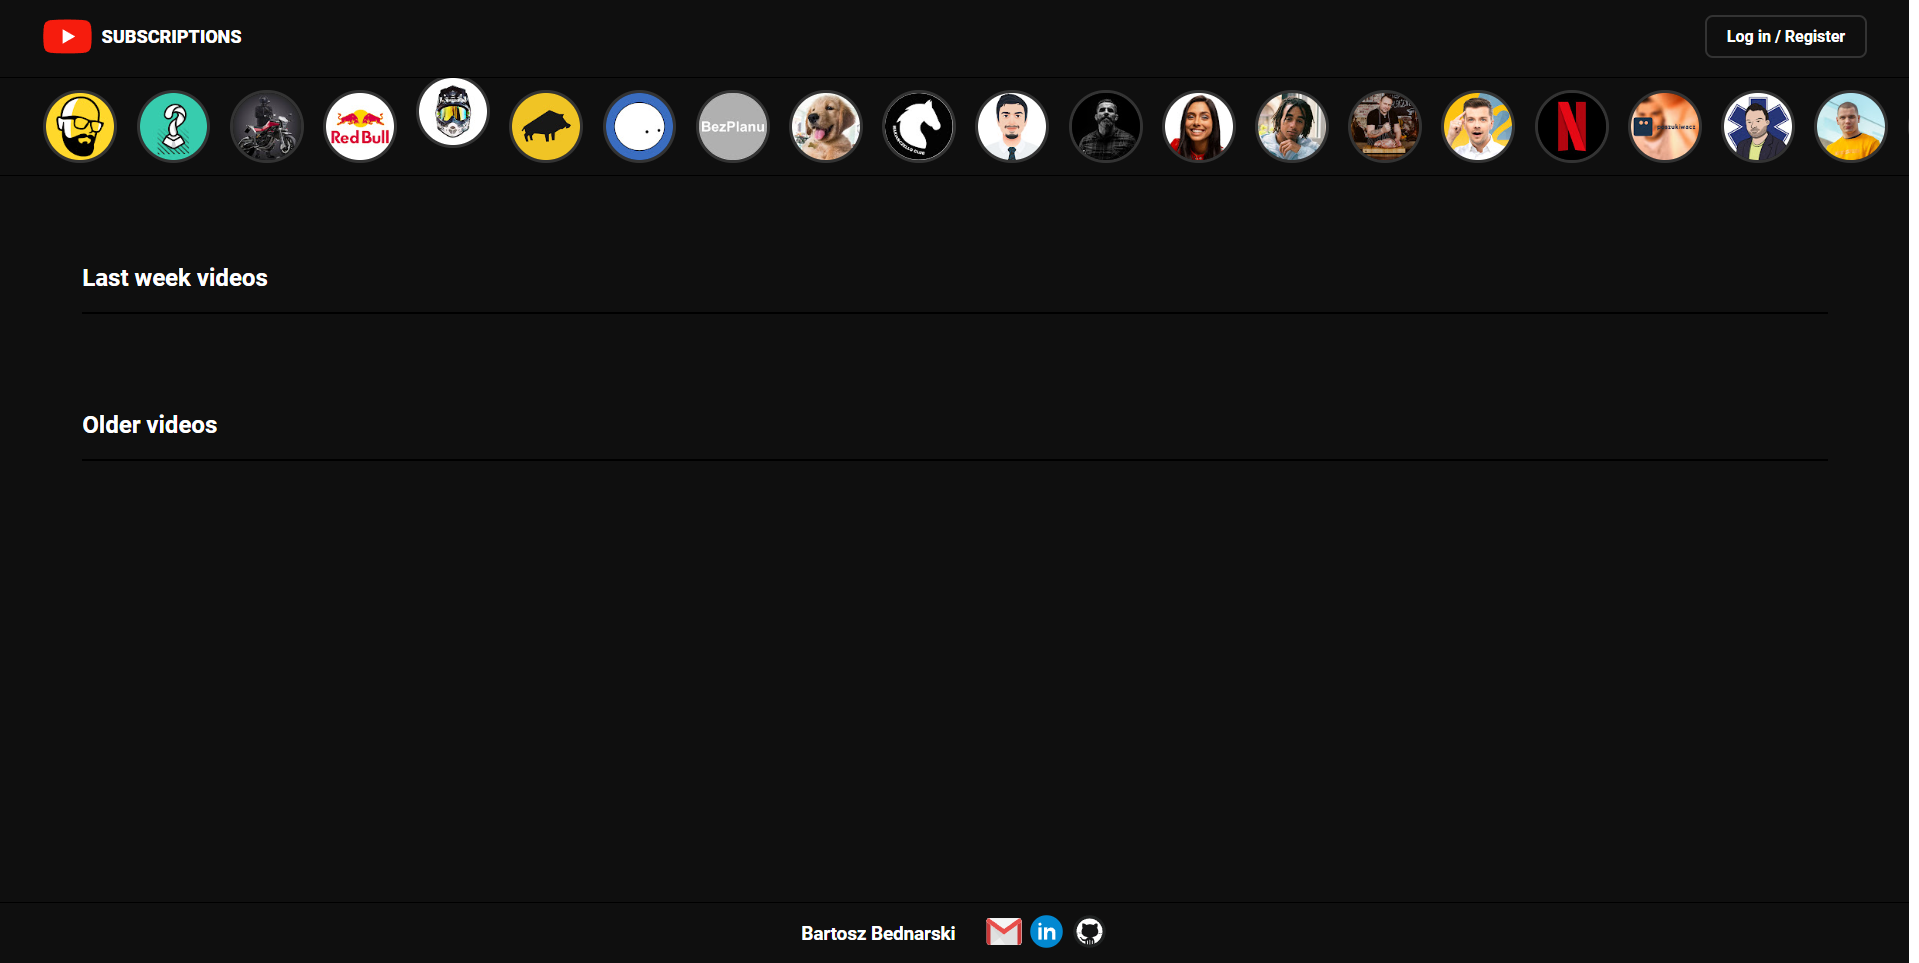 SUBSCRIPTIONS
Log in / Register
Red Bull
BezPlanu
N
Last week videos
Older videos
Bartosz Bednarski
in